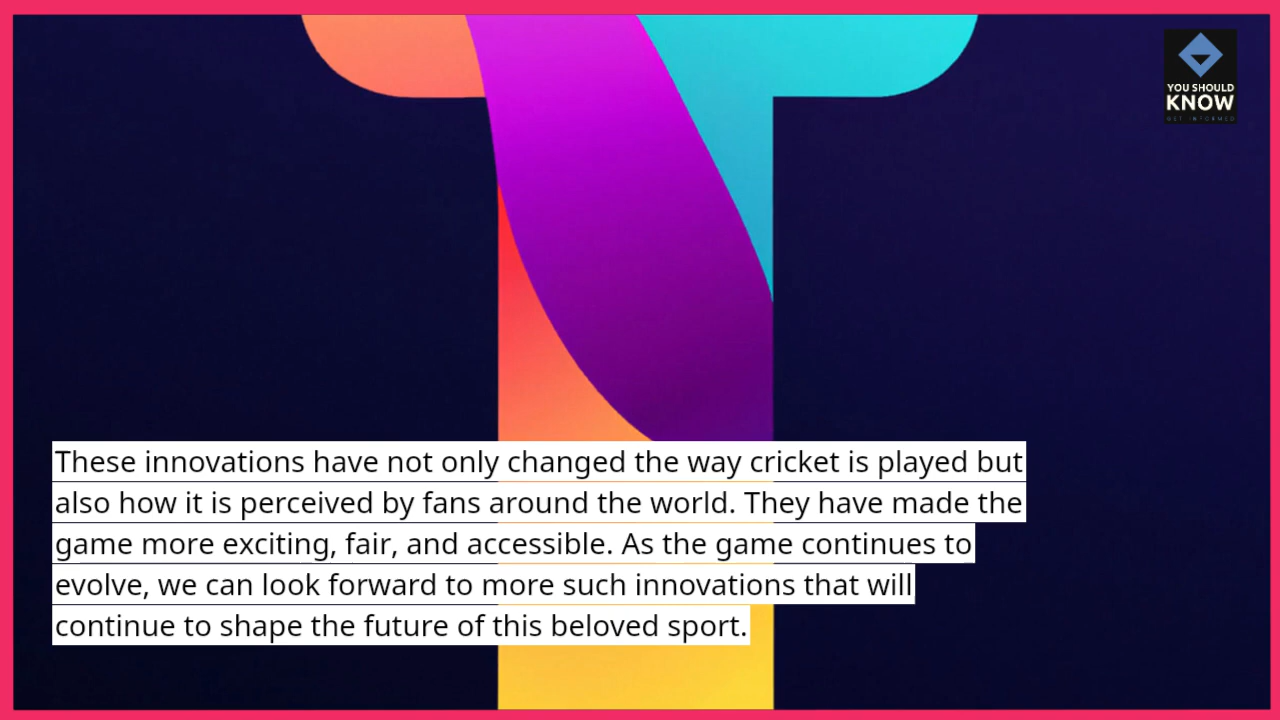 YOU SHOULD
KNOW
GET INFORMED
These innovations have not only changed the way cricket is played but
also how it is perceived by fans around the world. They have made the
game more exciting, fair, and accessible. As the game continues to
evolve, we can look forward to more such innovations that will
continue to shape the future of this beloved sport.